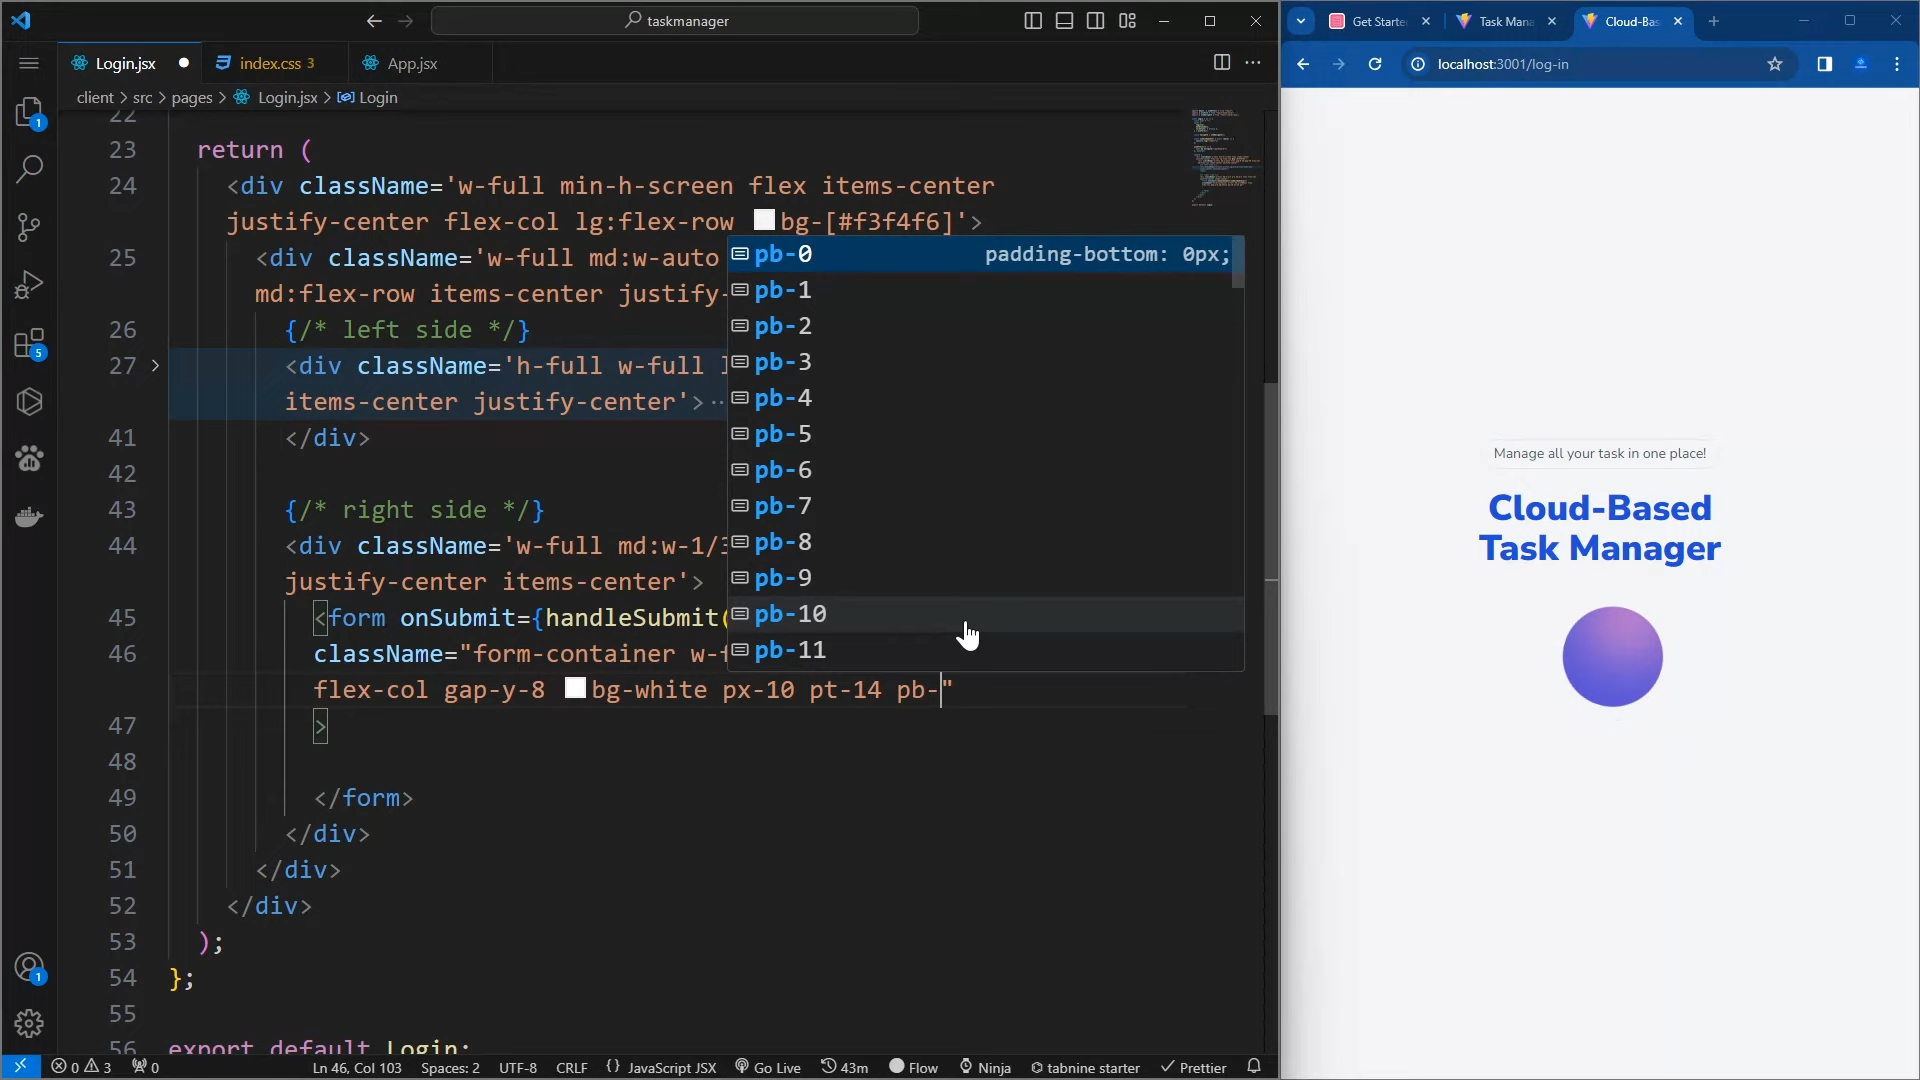 taskmanager
Login.jsx
index.css 3
App.jsx
client > src > pages > Login.jsx > Login
22
23 return (
24 <div className='w-full min-h-screen flex items-center
justify-center flex-col lg:flex-row bg-[#f3f4f6]'>
25 <div className='w-full md:w-auto
md:flex-row items-center justify-
26 {/* left side */}
27 <div className='h-full w-full
items-center justify-center'>··
41 </div>
42
43 {/* right side */}
44 <div className='w-full md:w-1/3
justify-center items-center'>
45 <form onSubmit={handleSubmit(
46 className="form-container w-f
flex-col gap-y-8 bg-white px-10 pt-14 pb-"
47 >
48
49 </form>
50 </div>
51 </div>
52 </div>
53 );
54 };
55
56 export default Login;
pb-0 padding-bottom: 0px;
pb-1
pb-2
pb-3
pb-4
pb-5
pb-6
pb-7
pb-8
pb-9
pb-10
pb-11
1
5
1
0 3 0 Ln 46, Col 103 Spaces: 2 UTF-8 CRLF {} JavaScript JSX Go Live 43m Flow Ninja tabnine starter Prettier
Get Starte
Task Mana
Cloud-Bas
localhost:3001/log-in
Manage all your task in one place!
Cloud-Based
Task Manager